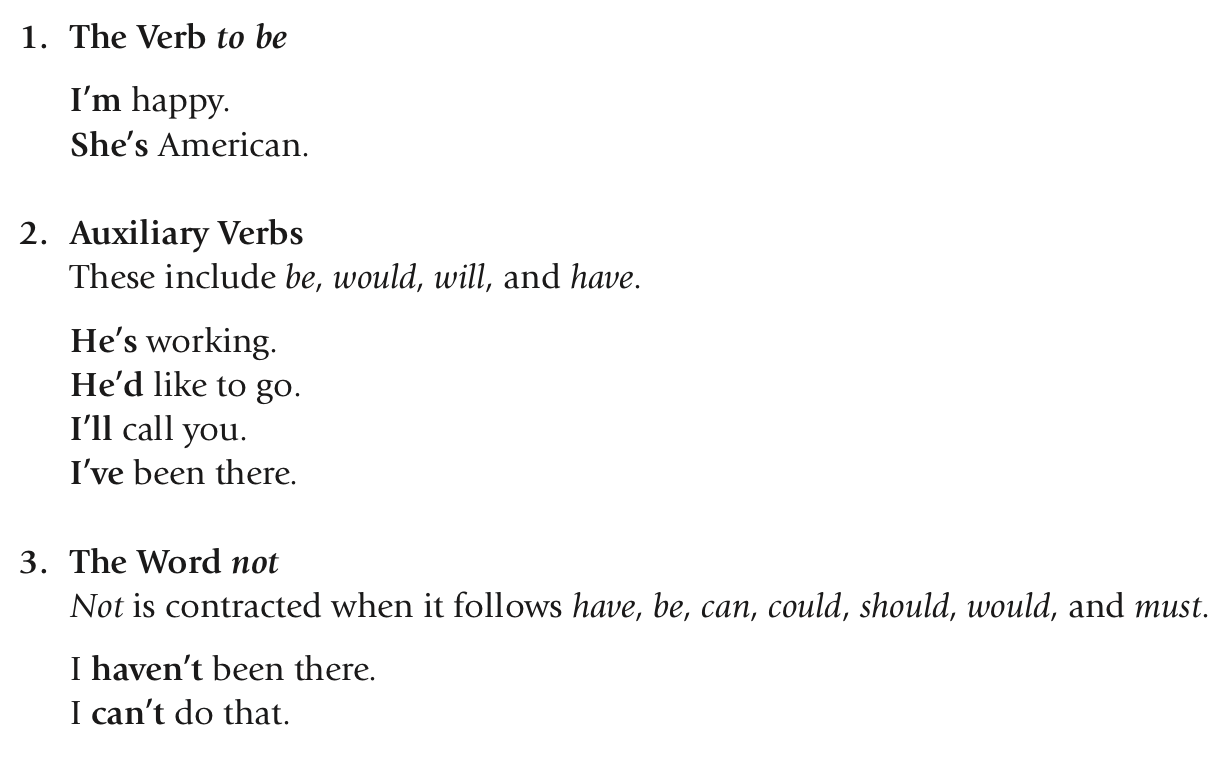 1. The Verb to be
I’m happy.
She’s American.
2. Auxiliary Verbs
These include be, would, will, and have.
He’s working.
He’d like to go.
I’ll call you.
I’ve been there.
3. The Word not
Not is contracted when it follows have, be, can, could, should, would, and must.
I haven’t been there.
I can’t do that.